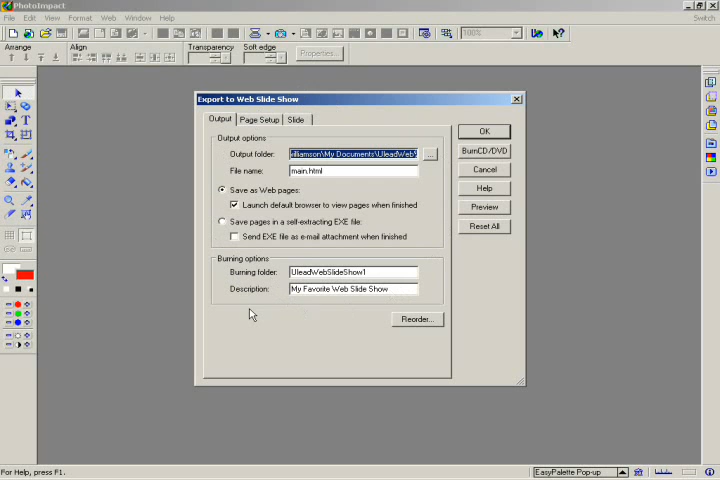 PhotoImpact
File Edit View Format Web Window Help Switch
Arrange Align Transparency Soft edge Properties...
100%
Export to Web Slide Show
Output Page Setup Slide
Output options
Output folder: illiamson\My Documents\UleadWebS
...
File name: main.html
Save as Web pages:
Launch default browser to view pages when finished
Save pages in a self-extracting EXE file:
Send EXE file as e-mail attachment when finished
Burning options
Burning folder: UleadWebSlideShow1
Description: My Favorite Web Slide Show
Reorder...
OK
BurnCD/DVD
Cancel
Help
Preview
Reset All
For Help, press F1.
EasyPalette Pop-up